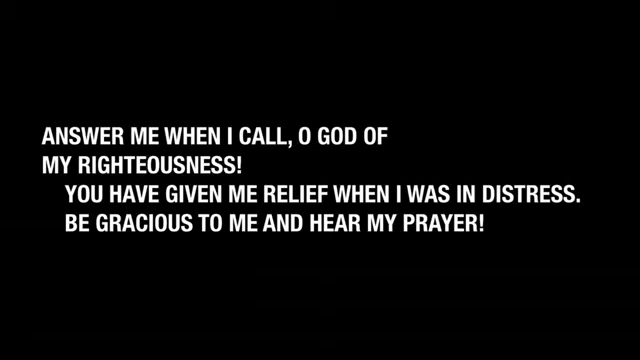 ANSWER ME WHEN I CALL, O GOD OF
MY RIGHTEOUSNESS!
YOU HAVE GIVEN ME RELIEF WHEN I WAS IN DISTRESS.
BE GRACIOUS TO ME AND HEAR MY PRAYER!